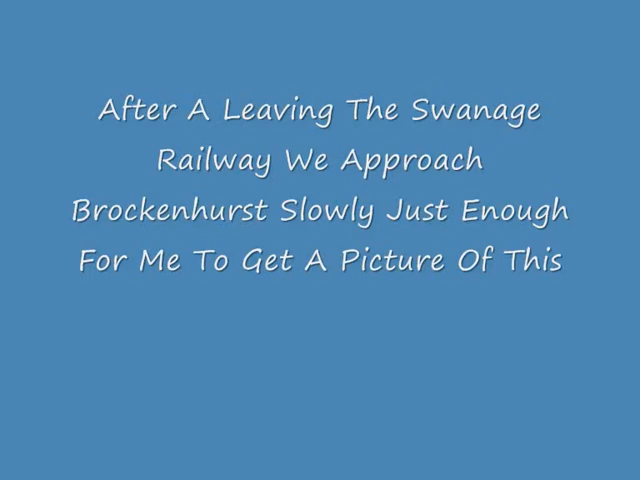 After A Leaving The Swanage
Railway We Approach
Brockenhurst Slowly Just Enough
For Me To Get A Picture Of This